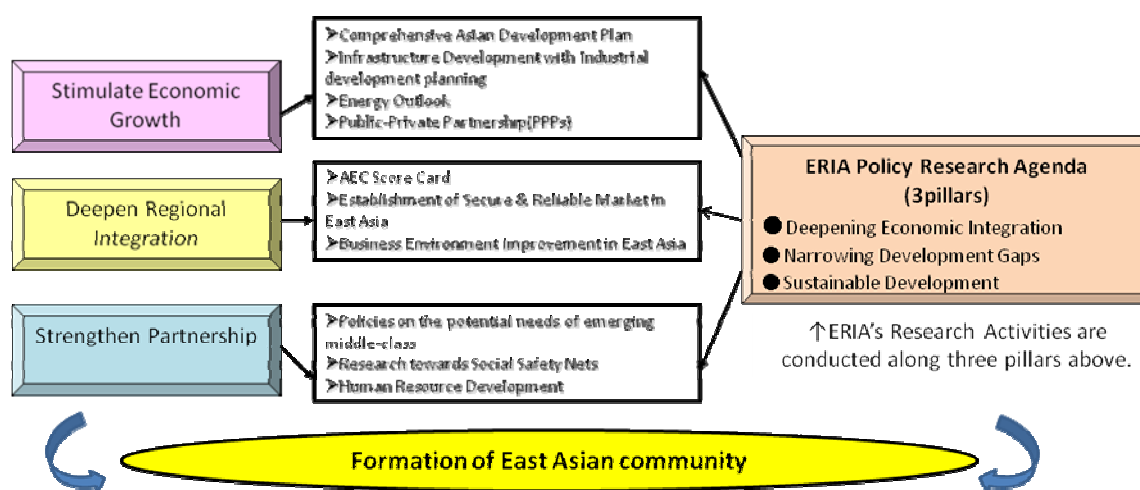 Stimulate Economic
Growth
➢Comprehensive Asian Development Plan
➢Infrastructure Development with Industrial
development planning
➢Energy Outlook
➢Public-Private Partnership(PPPs)
Deepen Regional
Integration
➢AEC Score Card
➢Establishment of Secure & Reliable Market in
East Asia
➢Business Environment Improvement in East Asia
Strengthen Partnership
➢Policies on the potential needs of emerging
middle-class
➢Research towards Social Safety Nets
➢Human Resource Development
ERIA Policy Research Agenda
(3pillars)
● Deepening Economic Integration
● Narrowing Development Gaps
● Sustainable Development
↑ERIA's Research Activities are
conducted along three pillars above.
Formation of East Asian community